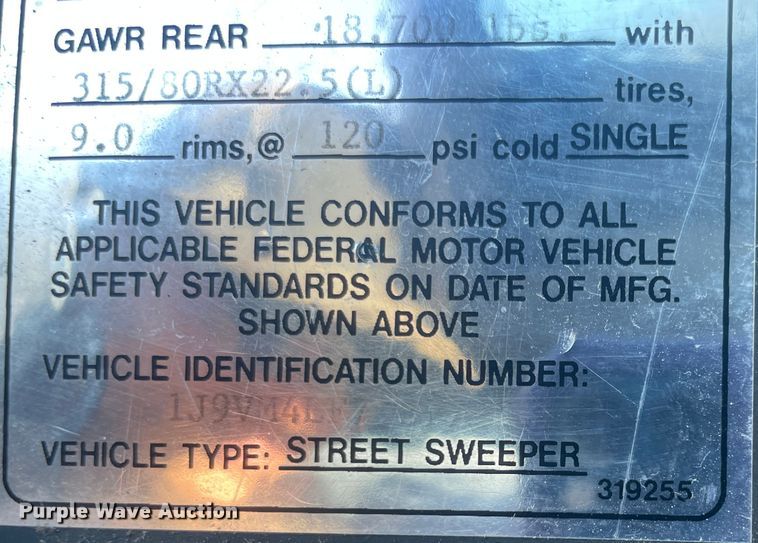 GAWR REAR 18,700 lbs. with
315/80RX22.5(L) tires,
9.0 rims,@ 120 psi cold SINGLE
THIS VEHICLE CONFORMS TO ALL
APPLICABLE FEDERAL MOTOR VEHICLE
SAFETY STANDARDS ON DATE OF MFG.
SHOWN ABOVE
VEHICLE IDENTIFICATION NUMBER:
VEHICLE TYPE: STREET SWEEPER
319255
Purple Wave Auction